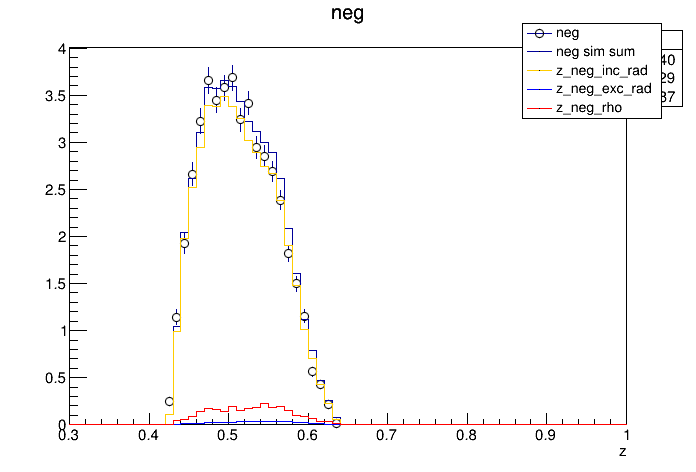 neg
neg
neg sim sum
z_neg_inc_rad
z_neg_exc_rad
z_neg_rho
40
29
37
4
3.5
3
2.5
2
1.5
1
0.5
0
0.3 0.4 0.5 0.6 0.7 0.8 0.9 1
z